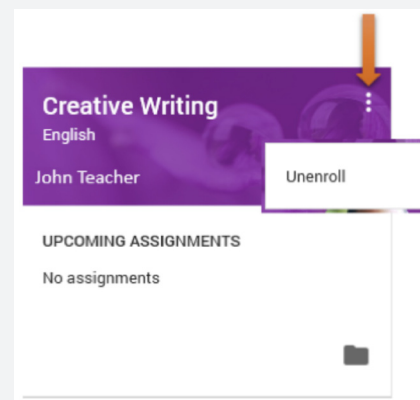 Creative Writing
English
John Teacher
Unenroll
UPCOMING ASSIGNMENTS
No assignments